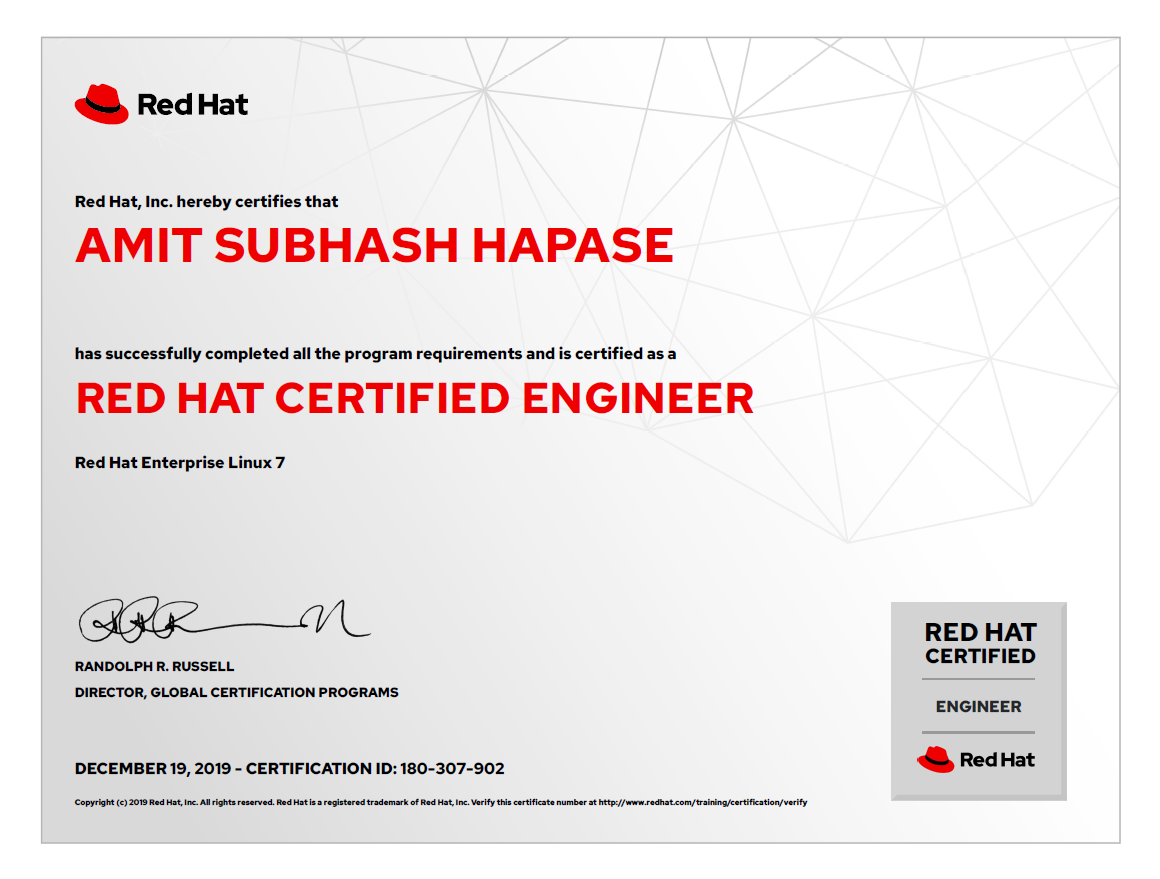 Red Hat
Red Hat, Inc. hereby certifies that
AMIT SUBHASH HAPASE
has successfully completed all the program requirements and is certified as a
RED HAT CERTIFIED ENGINEER
Red Hat Enterprise Linux 7
RANDOLPH R. RUSSELL
DIRECTOR, GLOBAL CERTIFICATION PROGRAMS
DECEMBER 19, 2019 - CERTIFICATION ID: 180-307-902
Copyright (c) 2019 Red Hat, Inc. All rights reserved. Red Hat is a registered trademark of Red Hat, Inc. Verify this certificate number at http://www.redhat.com/training/certification/verify
RED HAT
CERTIFIED
ENGINEER
Red Hat